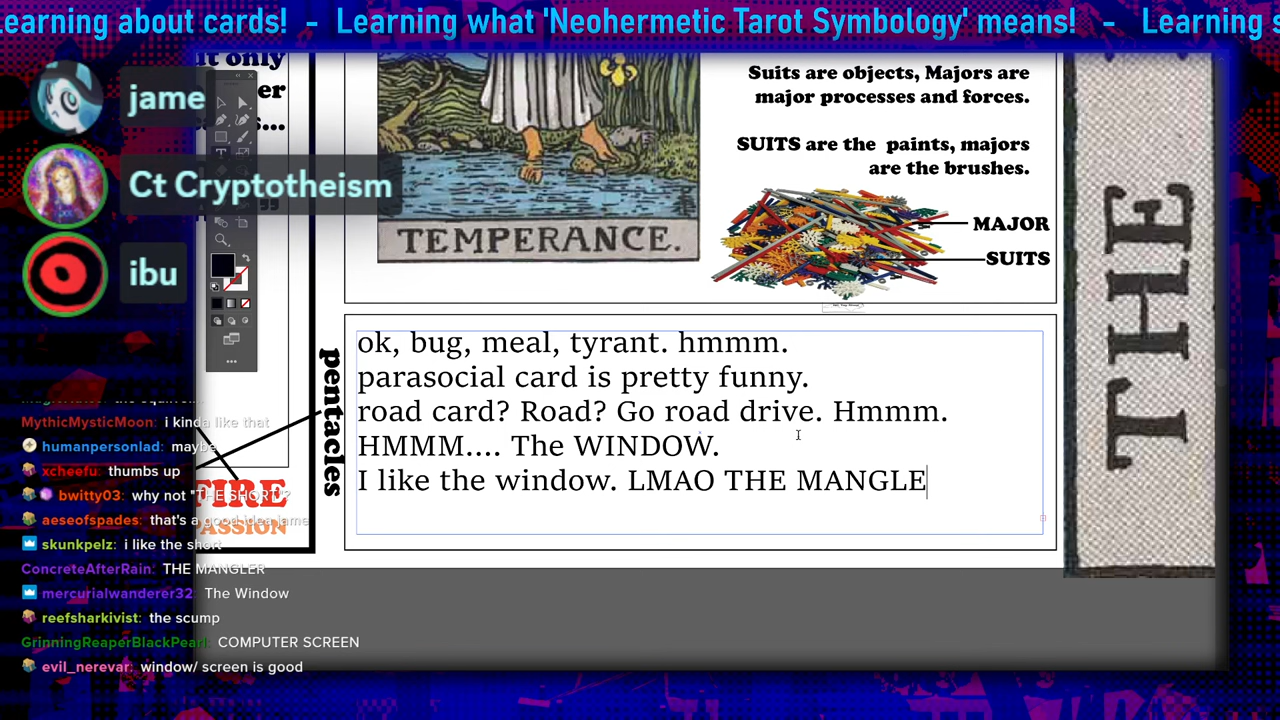 earning about cards! - Learning what 'Neohermetic Tarot Symbology' means! - Learning s
jame
Ct Cryptotheism
ibu
TEMPERANCE.
Suits are objects, Majors are
major processes and forces.
SUITS are the paints, majors
are the brushes.
MAJOR
SUITS
THE
pentacles
ok, bug, meal, tyrant. hmmm.
parasocial card is pretty funny.
road card? Road? Go road drive. Hmmm.
HMMM.... The WINDOW.
I like the window. LMAO THE MANGLE
FIRE
ASSION
MythicMysticMoon: i kinda like that
humanpersonlad: maybe
xcheefu: thumbs up
bwitty03: why not "THE SHORT"?
aeseofspades: that's a good idea jame
skunkpelz: i like the short
ConcreteAfterRain: THE MANGLER
mercurialwanderer32: The Window
reefsharkivist: the scump
GrinningReaperBlackPearl: COMPUTER SCREEN
evil_nerevar: window/ screen is good